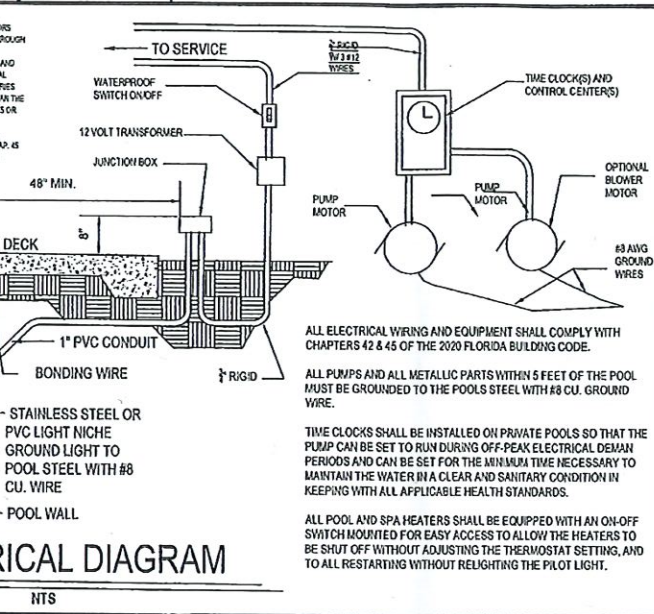 TO SERVICE
WIRES
WATERPROOF
SWITCH ON/OFF
12 VOLT TRANSFORMER
JUNCTION BOX
48" MIN.
8"
DECK
1" PVC CONDUIT
BONDING WIRE
RIGID
- STAINLESS STEEL OR
PVC LIGHT NICHE
GROUND LIGHT TO
POOL STEEL WITH #8
CU. WIRE
- POOL WALL
TIME CLOCK(S) AND
CONTROL CENTER(S)
OPTIONAL
BLOWER
MOTOR
PUMP
MOTOR
PUMP
MOTOR
#8 AWG
GROUND
WIRES
ALL ELECTRICAL WIRING AND EQUIPMENT SHALL COMPLY WITH
CHAPTERS 42 & 45 OF THE 2020 FLORIDA BUILDING CODE.
ALL PUMPS AND ALL METALLIC PARTS WITHIN 5 FEET OF THE POOL
MUST BE GROUNDED TO THE POOLS STEEL WITH #8 CU. GROUND
WIRE.
TIME CLOCKS SHALL BE INSTALLED ON PRIVATE POOLS SO THAT THE
PUMP CAN BE SET TO RUN DURING OFF-PEAK ELECTRICAL DEMAN
PERIODS AND CAN BE SET FOR THE MINIMUM TIME NECESSARY TO
MAINTAIN THE WATER IN A CLEAR AND SANITARY CONDITION IN
KEEPING WITH ALL APPLICABLE HEALTH STANDARDS.
ALL POOL AND SPA HEATERS SHALL BE EQUIPPED WITH AN ON-OFF
SWITCH MOUNTED FOR EASY ACCESS TO ALLOW THE HEATERS TO
BE SHUT OFF WITHOUT ADJUSTING THE THERMOSTAT SETTING, AND
TO ALL RESTARTING WITHOUT RELIGHTING THE PILOT LIGHT.
RICAL DIAGRAM
NTS